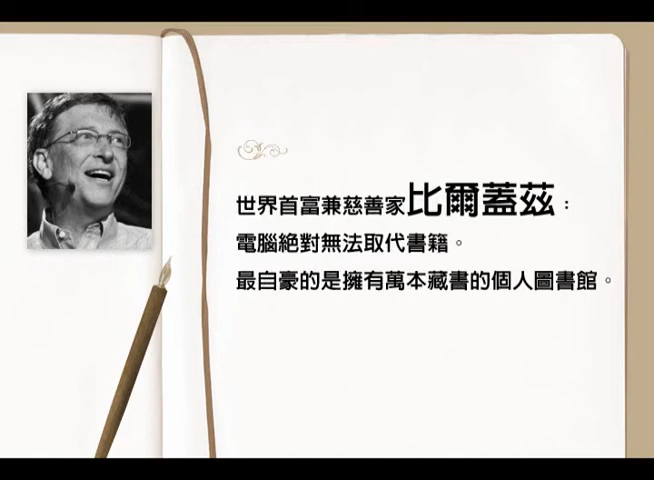 世界首富兼慈善家比爾蓋茲：
電腦絕對無法取代書籍。
最自豪的是擁有萬本藏書的個人圖書館。